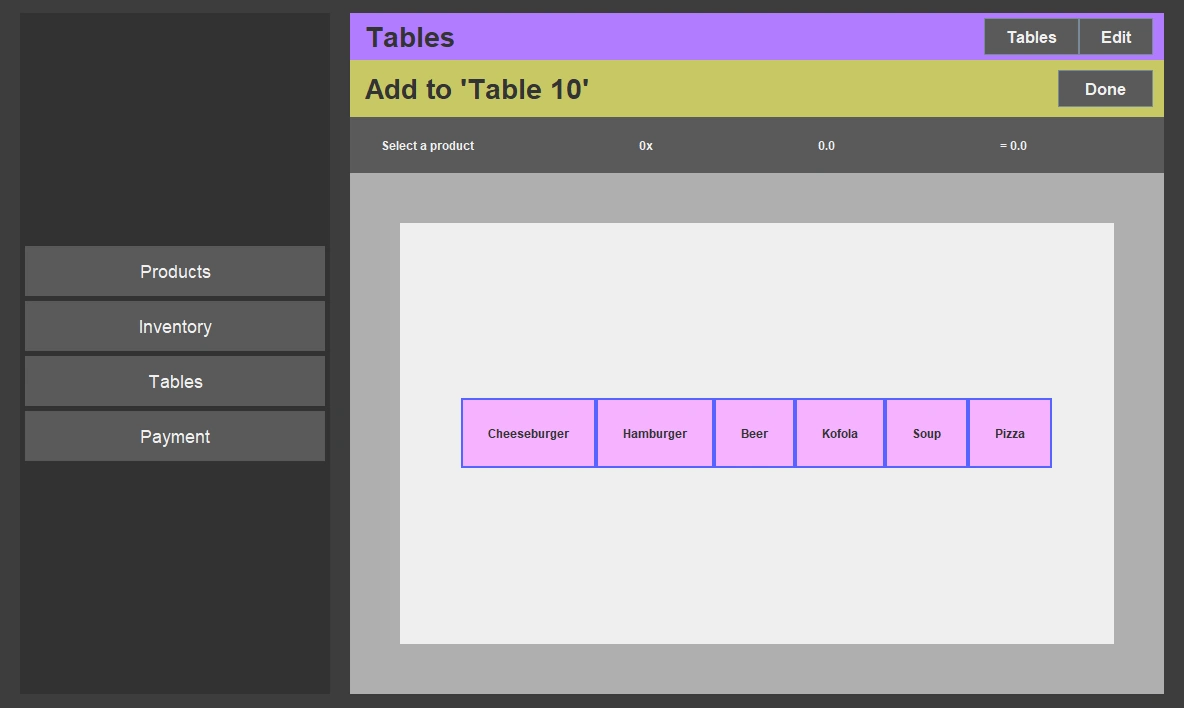 Tables
Tables
Edit
Add to 'Table 10'
Done
Select a product
0x
0.0
= 0.0
Products
Inventory
Tables
Payment
Cheeseburger
Hamburger
Beer
Kofola
Soup
Pizza